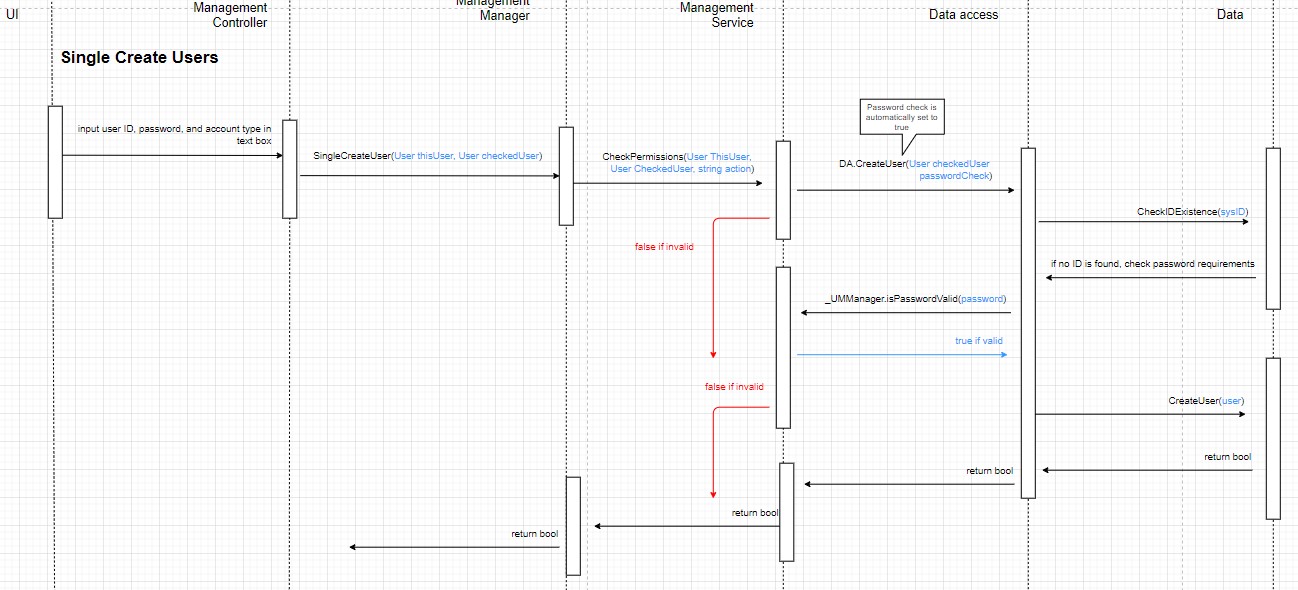 UI
Management
Controller
Management
Manager
Management
Service
Data access
Data
Single Create Users
input user ID, password, and account type in
text box
SingleCreateUser(User thisUser, User checkedUser)
CheckPermissions(User ThisUser,
User CheckedUser, string action)
Password check is
automatically set to
true
DA.CreateUser(User checkedUser
passwordCheck)
CheckIDExistence(sysID)
false if invalid
if no ID is found, check password requirements
_UMManager.isPasswordValid(password)
true if valid
false if invalid
CreateUser(user)
return bool
return bool
return bool
return bool